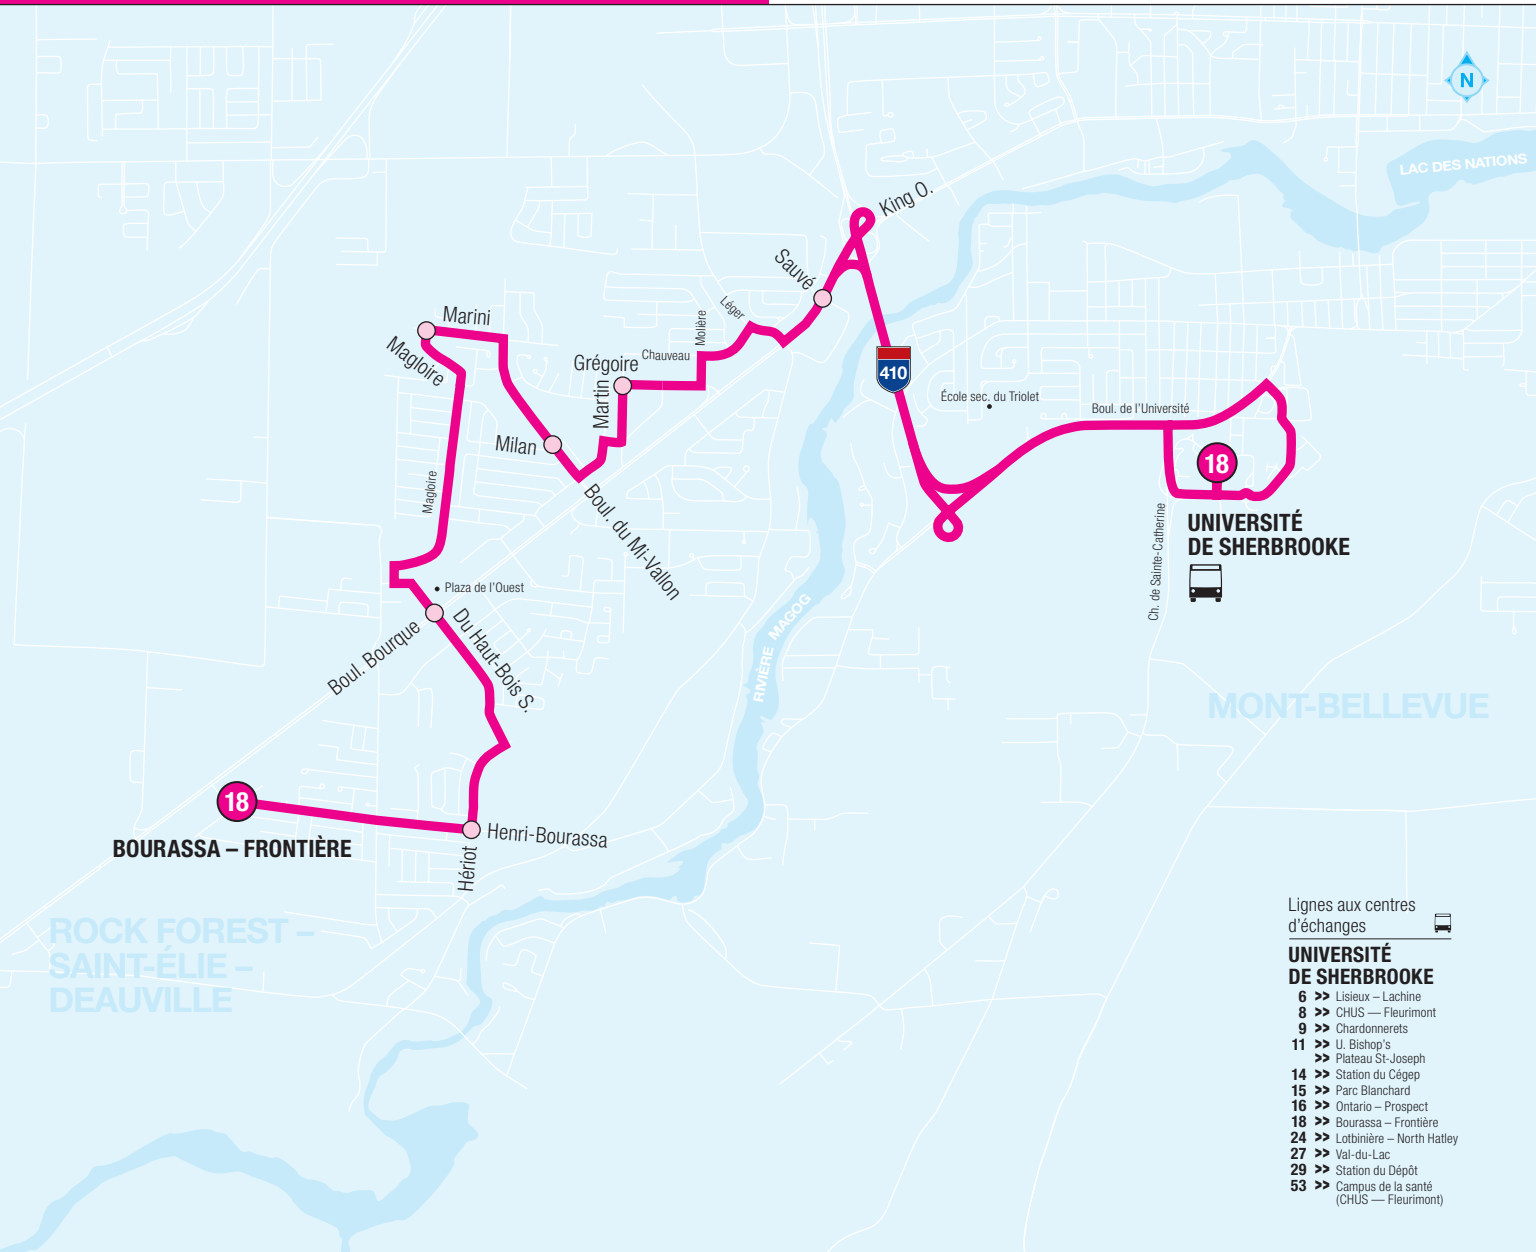 N
LAC DES NATIONS
King O.
Sauvé
Marini
Magloire
Léger
Molière
Chauveau
Grégoire
Martin
410
École sec. du Triolet
Boul. de l'Université
Milan
18
Magloire
Boul. du Mi-Vallon
UNIVERSITÉ
DE SHERBROOKE
Ch. de Sainte-Catherine
Plaza de l'Ouest
Boul. Bourque
Du Haut-Bois S.
RIVIÈRE MAGOG
MONT-BELLEVUE
18
BOURASSA – FRONTIÈRE
Henri-Bourassa
Hériot
ROCK FOREST –
SAINT-ÉLIE –
DEAUVILLE
Lignes aux centres
d'échanges
UNIVERSITÉ
DE SHERBROOKE
6 >> Lisieux – Lachine
8 >> CHUS — Fleurimont
9 >> Chardonnerets
11 >> U. Bishop's
>> Plateau St-Joseph
14 >> Station du Cégep
15 >> Parc Blanchard
16 >> Ontario – Prospect
18 >> Bourassa – Frontière
24 >> Lotbinière – North Hatley
27 >> Val-du-Lac
29 >> Station du Dépôt
53 >> Campus de la santé
(CHUS — Fleurimont)